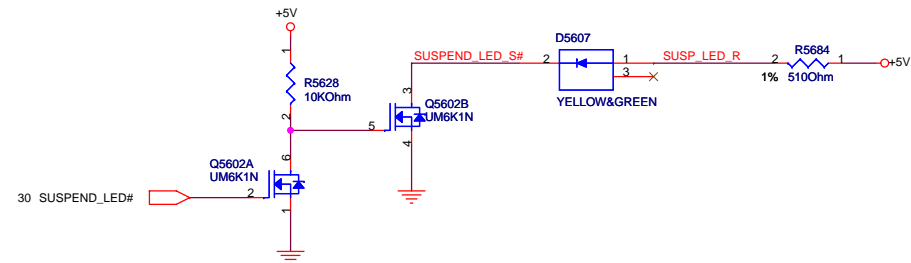 +5V
1
R5628
10KOhm
2
Q5602A
UM6K1N
6
2
1
30 SUSPEND_LED#
Q5602B
UM6K1N
3
5
4
SUSPEND_LED_S#
D5607
2
1
3
YELLOW&GREEN
SUSP_LED_R
R5684
2
1
1% 510Ohm
+5V